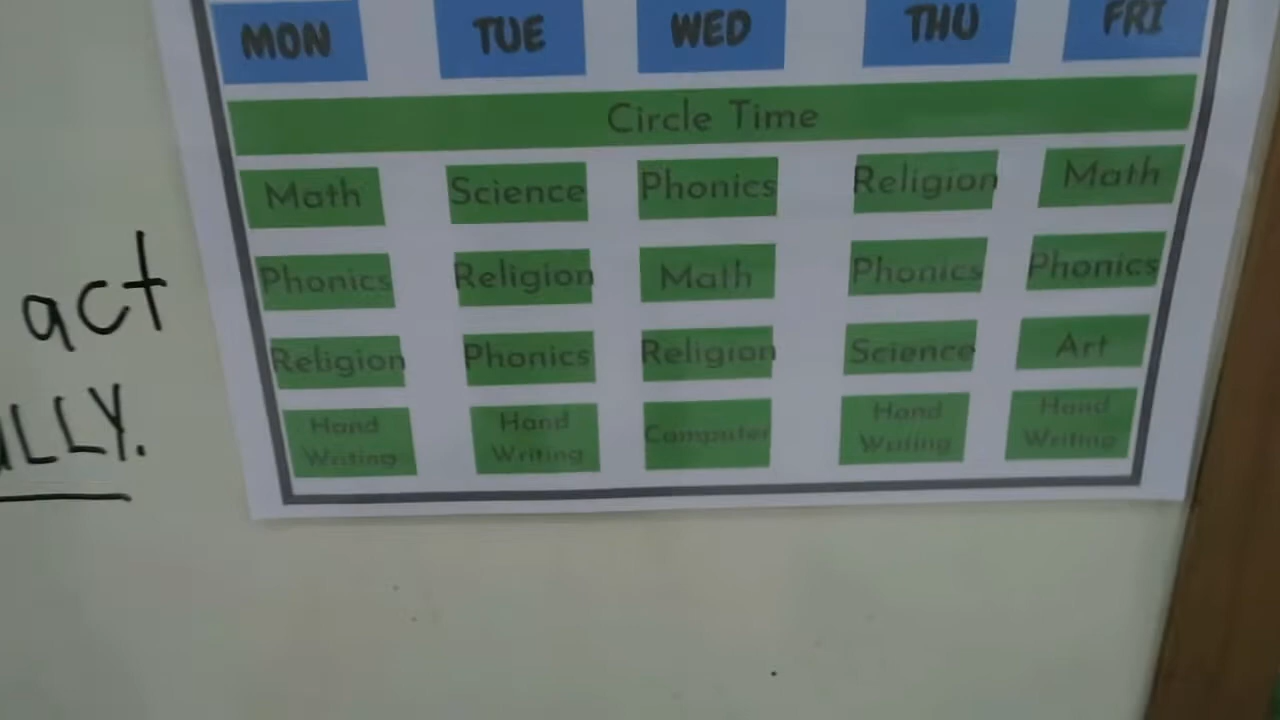 MON TUE WED THU FRI
Circle Time
Math Science Phonics Religion Math
Phonics Religion Math Phonics Phonics
Religion Phonics Religion Science Art
Hand Hand Computer Hand Hand
Writing Writing Writing Writing
act
LLY.